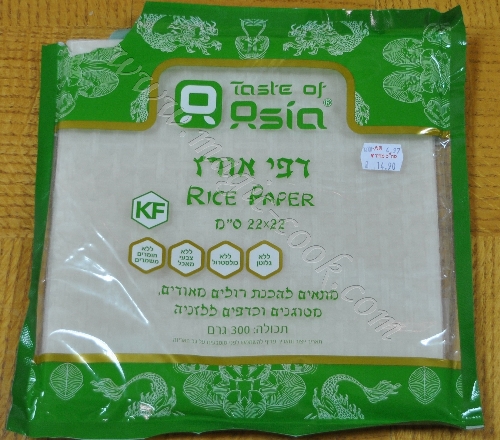 Taste of
Asia®
דפי אורז
RICE PAPER
22x22 ס"מ
KF
ללא חומרים משמרים
ללא צבעי מאכל
ללא כולסטרול
ללא גלוטן
מתאים להכנת רולים מאודים,
מטוגנים וכדפים ללזניה
תכולה: 300 גרם
14.90